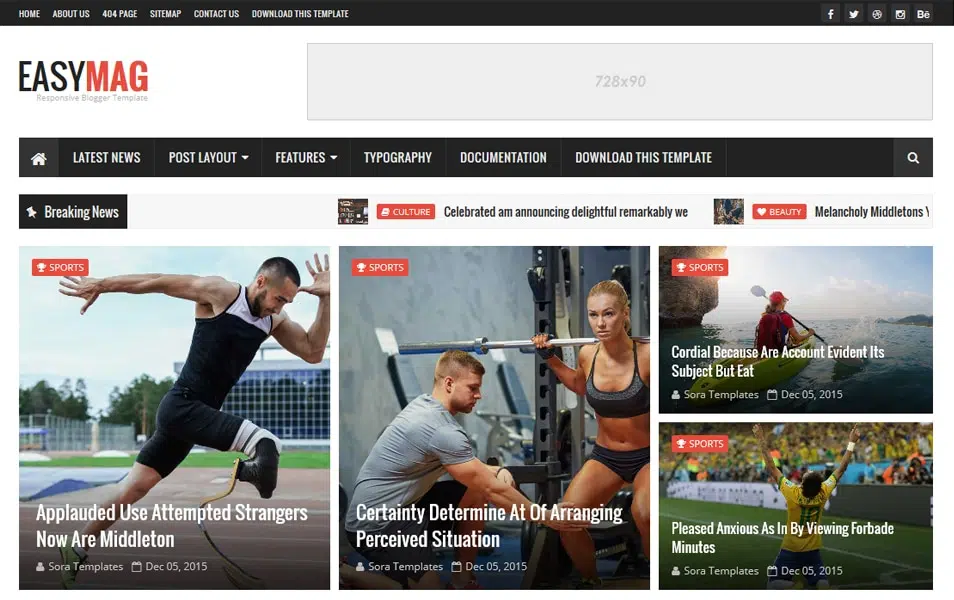 HOME ABOUT US 404 PAGE SITEMAP CONTACT US DOWNLOAD THIS TEMPLATE
Bē
EASYMAG
Responsive Blogger Template
728x90
LATEST NEWS POST LAYOUT FEATURES TYPOGRAPHY DOCUMENTATION DOWNLOAD THIS TEMPLATE
Breaking News CULTURE Celebrated am announcing delightful remarkably we BEAUTY Melancholy Middletons
SPORTS
Applauded Use Attempted Strangers
Now Are Middleton
Sora Templates Dec 05, 2015
SPORTS
Certainty Determine At Of Arranging
Perceived Situation
Sora Templates Dec 05, 2015
SPORTS
Cordial Because Are Account Evident Its
Subject But Eat
Sora Templates Dec 05, 2015
SPORTS
Pleased Anxious As In By Viewing Forbade
Minutes
Sora Templates Dec 05, 2015